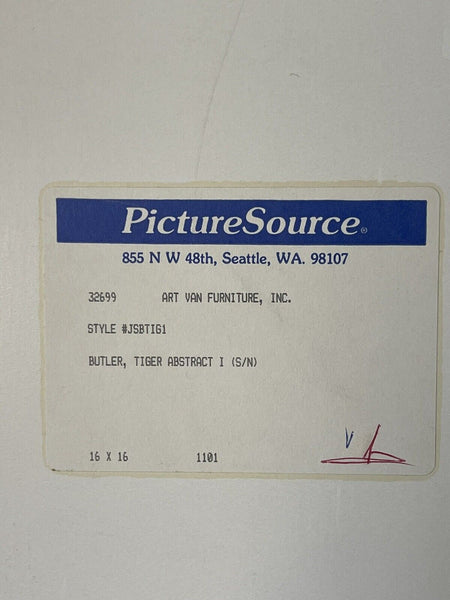 PictureSource®
855 N W 48th, Seattle, WA. 98107
32699 ART VAN FURNITURE, INC.
STYLE #JSBTIG1
BUTLER, TIGER ABSTRACT I (S/N)
16 X 16 1101